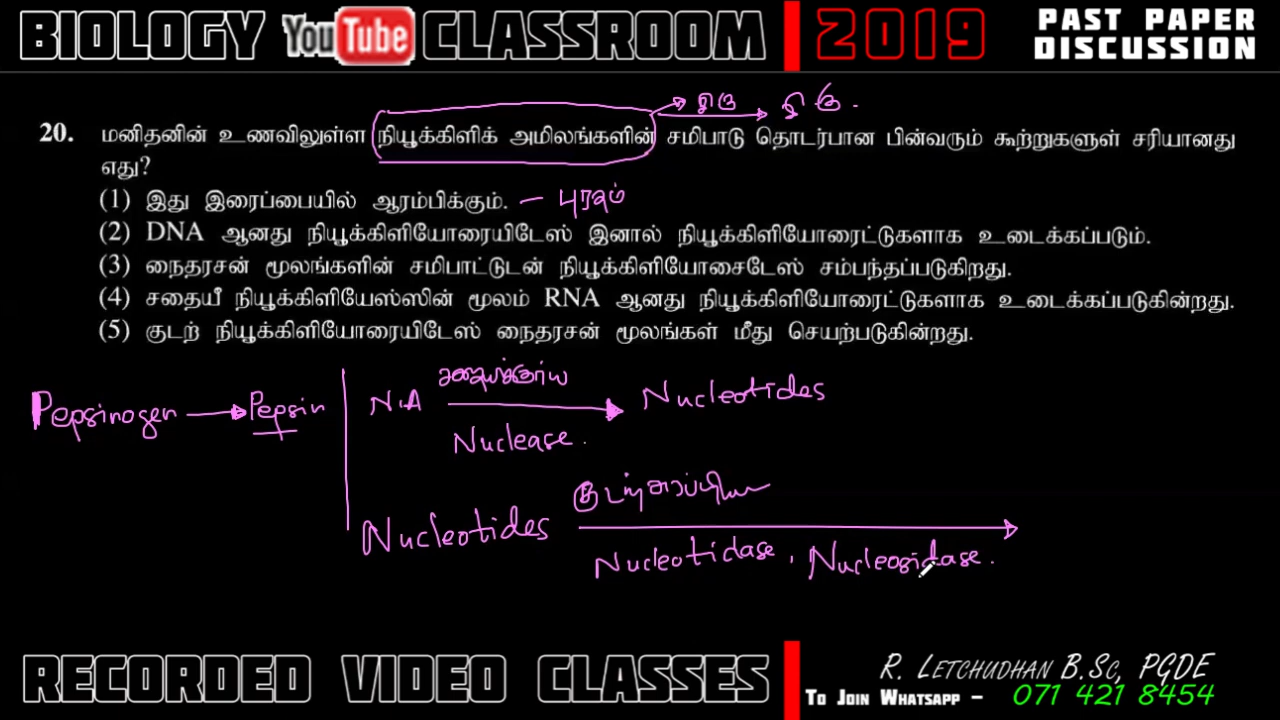 BIOLOGY YouTube CLASSROOM 2019 PAST PAPER
DISCUSSION
20. மனிதனின் உணவிலுள்ள நியூக்கிளிக் அமிலங்களின் சமிபாடு தொடர்பான பின்வரும் கூற்றுகளுள் சரியானது
எது?
(1) இது இரைப்பையில் ஆரம்பிக்கும். – புரதம்
(2) DNA ஆனது நியூக்கிளியோரையிடேஸ் இனால் நியூக்கிளியோரைட்டுகளாக உடைக்கப்படும்.
(3) நைதரசன் மூலங்களின் சமிபாட்டுடன் நியூக்கிளியோசைடேஸ் சம்பந்தப்படுகிறது.
(4) சதையீ நியூக்கிளியேஸ்ஸின் மூலம் RNA ஆனது நியூக்கிளியோரைட்டுகளாக உடைக்கப்படுகின்றது.
(5) குடற் நியூக்கிளியோரையிடேஸ் நைதரசன் மூலங்கள் மீது செயற்படுகின்றது.
Pepsinogen → Pepsin
N.A → Nucleotides
Nuclease.
Nucleotides
Nucleotidase, Nucleosidase.
RECORDED VIDEO CLASSES
R. LETCHUDHAN B.SC, PGDE
TO JOIN WHATSAPP – 071 421 8454